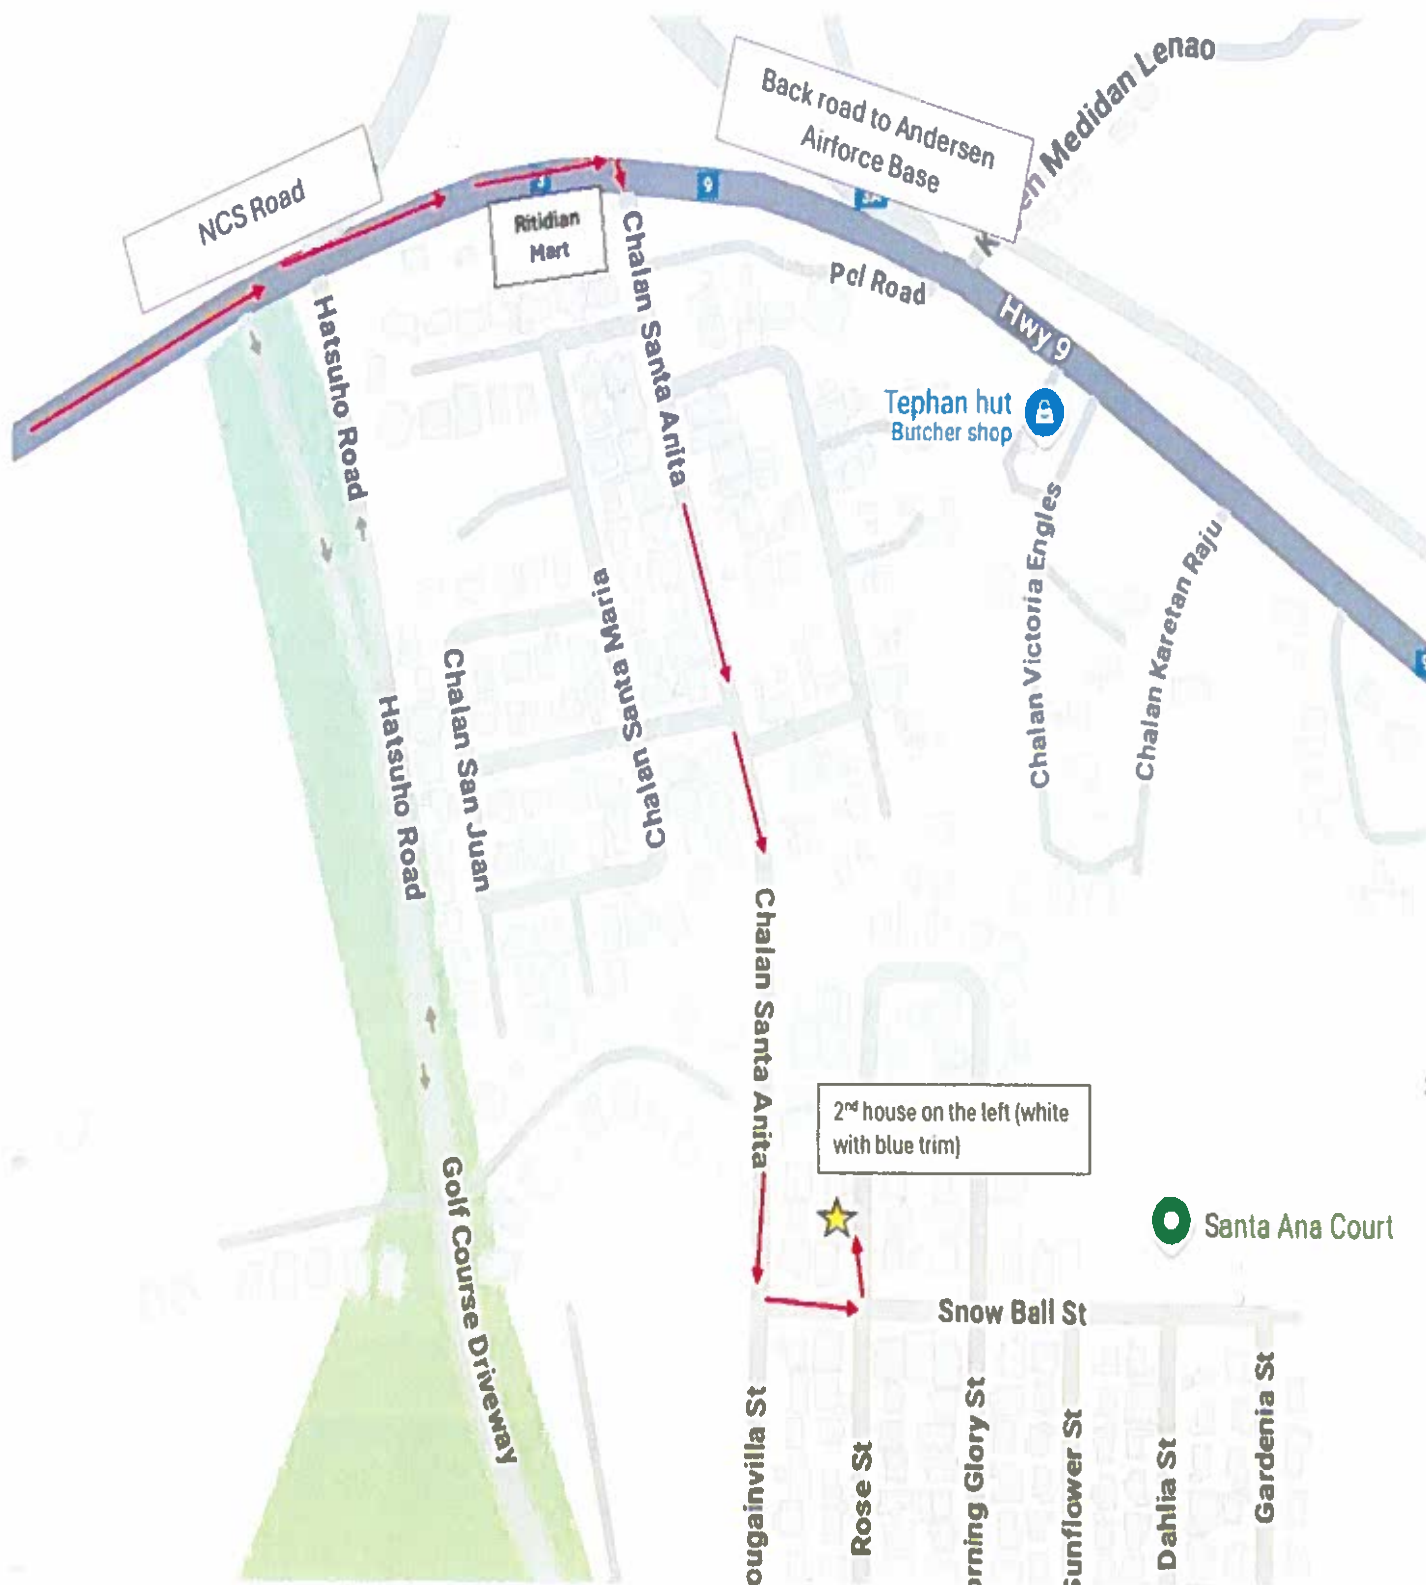 Back road to Andersen
Airforce Base
Medidan Lenao
NCS Road
9
Ritidian
Mart
Chalan Santa Anita
Pcl Road
Hwy 9
Hatsuho Road
Tephan hut
Butcher shop
Chalan Victoria Engles
Chalan Karetan Raju
Chalan Santa Maria
Chalan San Juan
Hatsuho Road
Chalan Santa Anita
2nd house on the left (white
with blue trim)
Santa Ana Court
Golf Course Driveway
Snow Ball St
ougainvilla St
Rose St
orning Glory St
Sunflower St
Dahlia St
Gardenia St